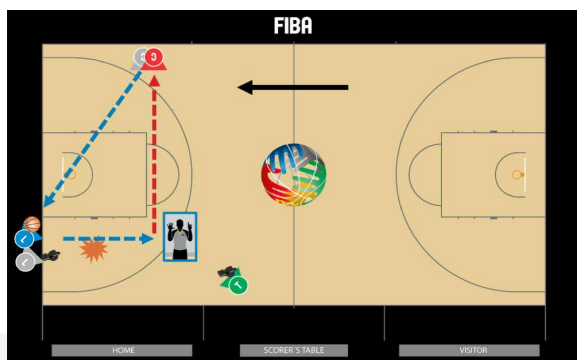 FIBA
C C
L
L
T
HOME SCORER´S TABLE VISITOR